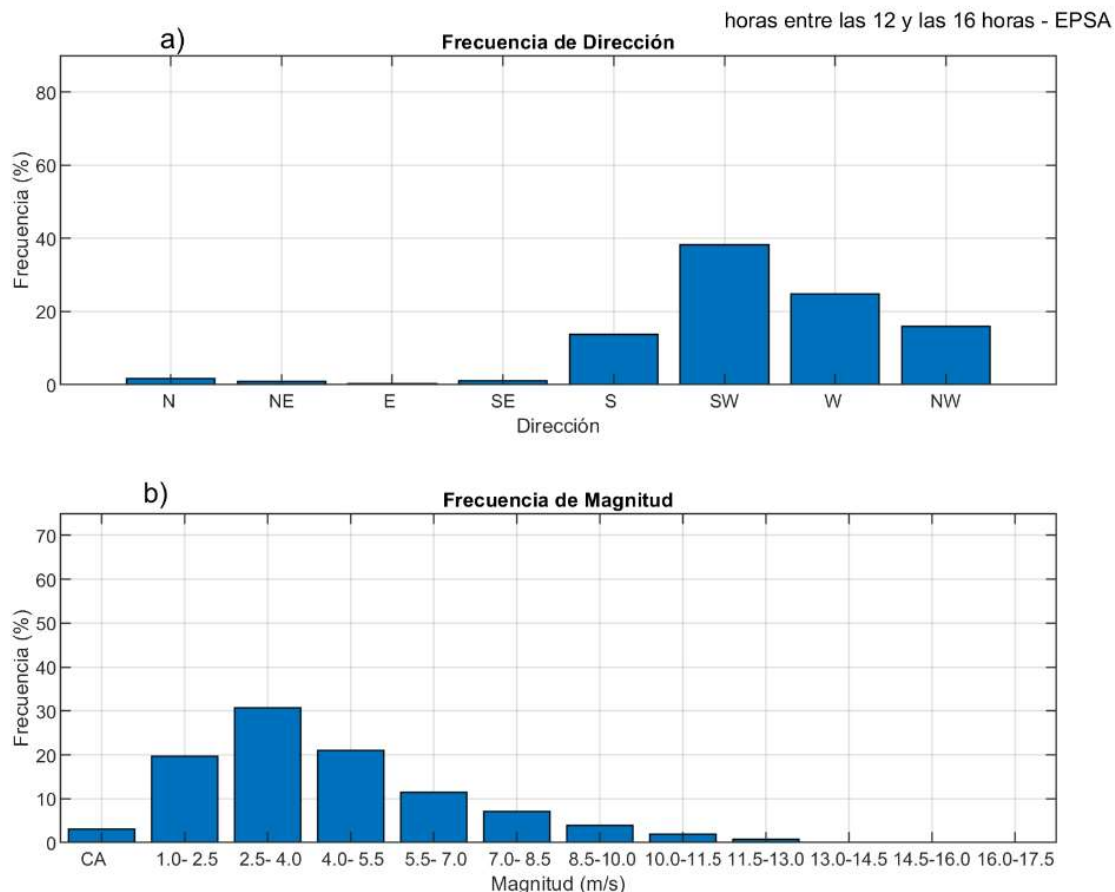 horas entre las 12 y las 16 horas - EPSA
a)
Frecuencia de Dirección
Frecuencia (%)
80
60
40
20
0
N NE E SE S SW W NW
Dirección
b)
Frecuencia de Magnitud
Frecuencia (%)
70
60
50
40
30
20
10
0
CA 1.0- 2.5 2.5- 4.0 4.0- 5.5 5.5- 7.0 7.0- 8.5 8.5-10.0 10.0-11.5 11.5-13.0 13.0-14.5 14.5-16.0 16.0-17.5
Magnitud (m/s)